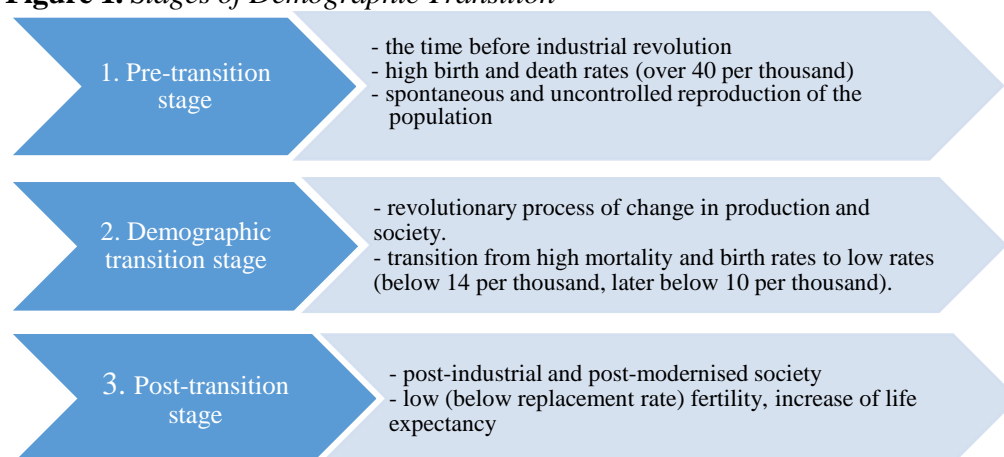 Figure 1. Stages of Demographic Transition
1. Pre-transition
stage
- the time before industrial revolution
- high birth and death rates (over 40 per thousand)
- spontaneous and uncontrolled reproduction of the
population
2. Demographic
transition stage
- revolutionary process of change in production and
society.
- transition from high mortality and birth rates to low rates
(below 14 per thousand, later below 10 per thousand).
3. Post-transition
stage
- post-industrial and post-modernised society
- low (below replacement rate) fertility, increase of life
expectancy